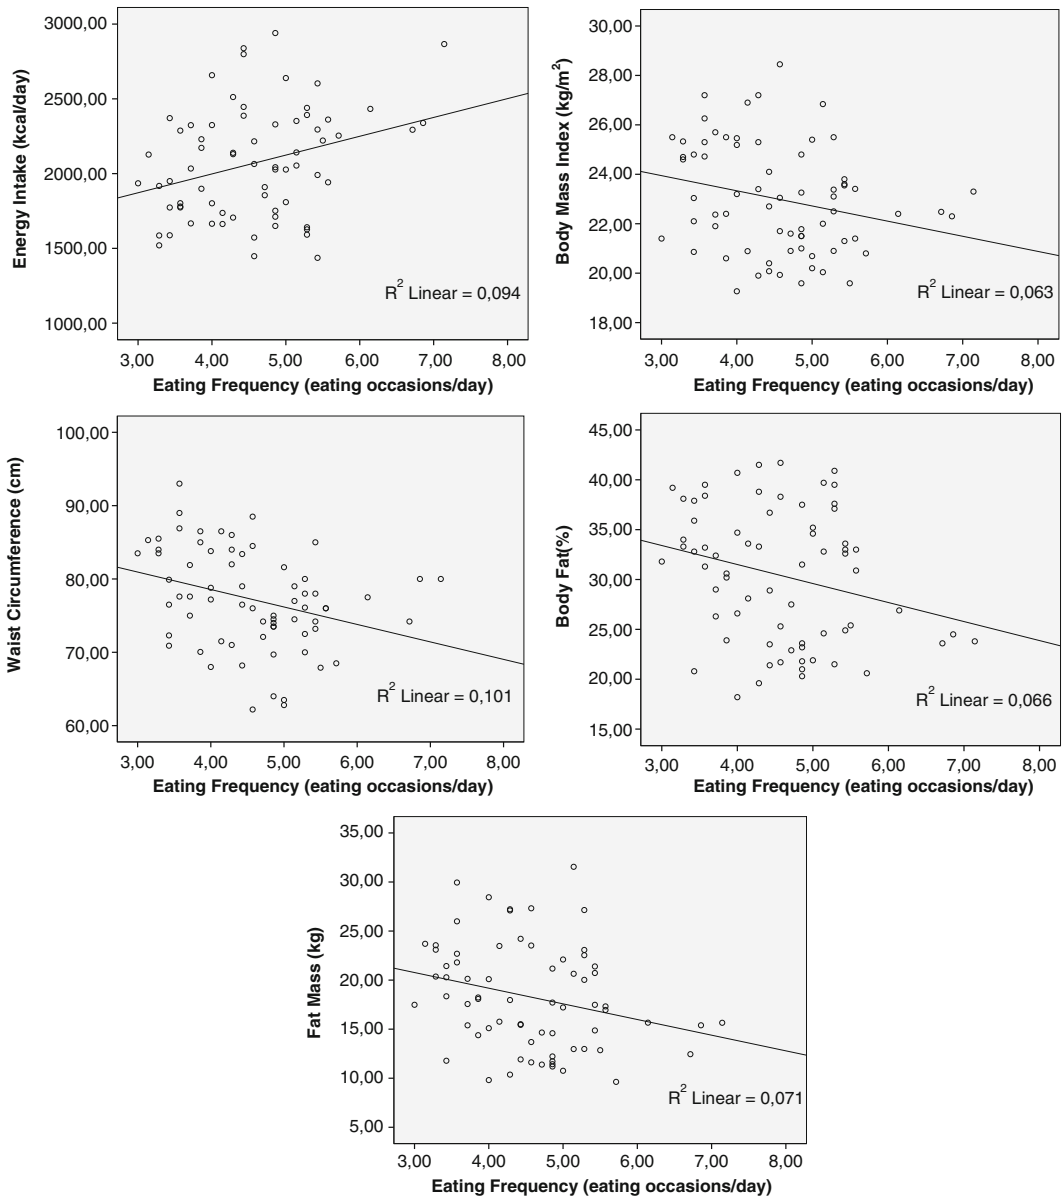 3000,00
2500,00
2000,00
1500,00
1000,00
Energy Intake (kcal/day)
R² Linear = 0,094
3,00 4,00 5,00 6,00 7,00 8,00
Eating Frequency (eating occasions/day)
30,00
28,00
26,00
24,00
22,00
20,00
18,00
Body Mass Index (kg/m²)
R² Linear = 0,063
3,00 4,00 5,00 6,00 7,00 8,00
Eating Frequency (eating occasions/day)
100,00
90,00
80,00
70,00
60,00
Waist Circumference (cm)
R² Linear = 0,101
3,00 4,00 5,00 6,00 7,00 8,00
Eating Frequency (eating occasions/day)
45,00
40,00
35,00
30,00
25,00
20,00
15,00
Body Fat(%)
R² Linear = 0,066
3,00 4,00 5,00 6,00 7,00 8,00
Eating Frequency (eating occasions/day)
35,00
30,00
25,00
20,00
15,00
10,00
5,00
Fat Mass (kg)
R² Linear = 0,071
3,00 4,00 5,00 6,00 7,00 8,00
Eating Frequency (eating occasions/day)